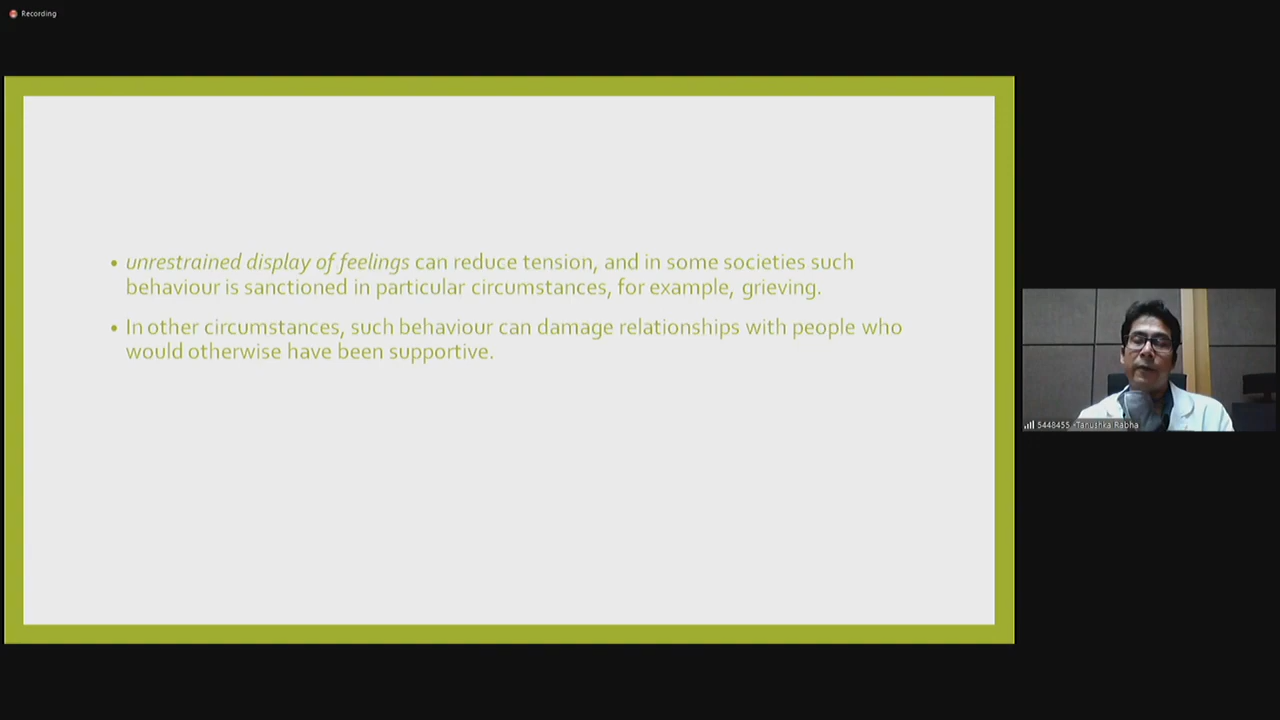 Recording
• unrestrained display of feelings can reduce tension, and in some societies such
behaviour is sanctioned in particular circumstances, for example, grieving.
• In other circumstances, such behaviour can damage relationships with people who
would otherwise have been supportive.
5448455 -Tanushka Rabha